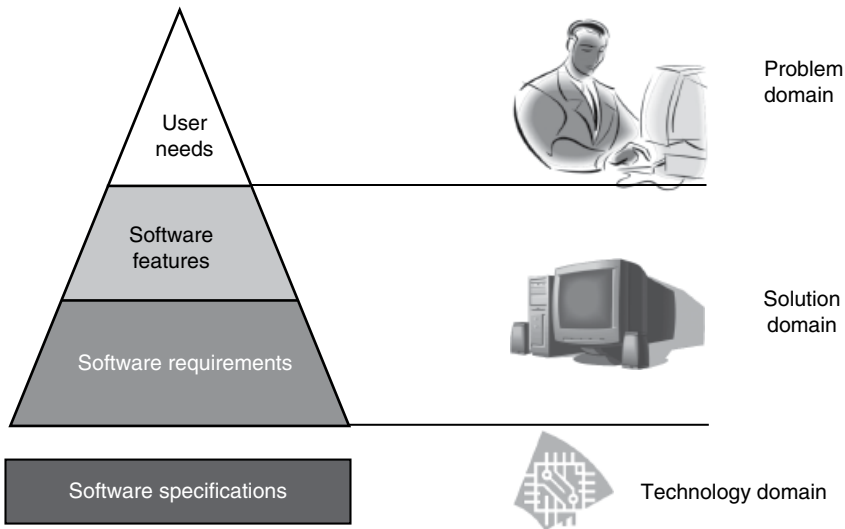 User
needs
Problem
domain
Software
features
Solution
domain
Software requirements
Software specifications
Technology domain